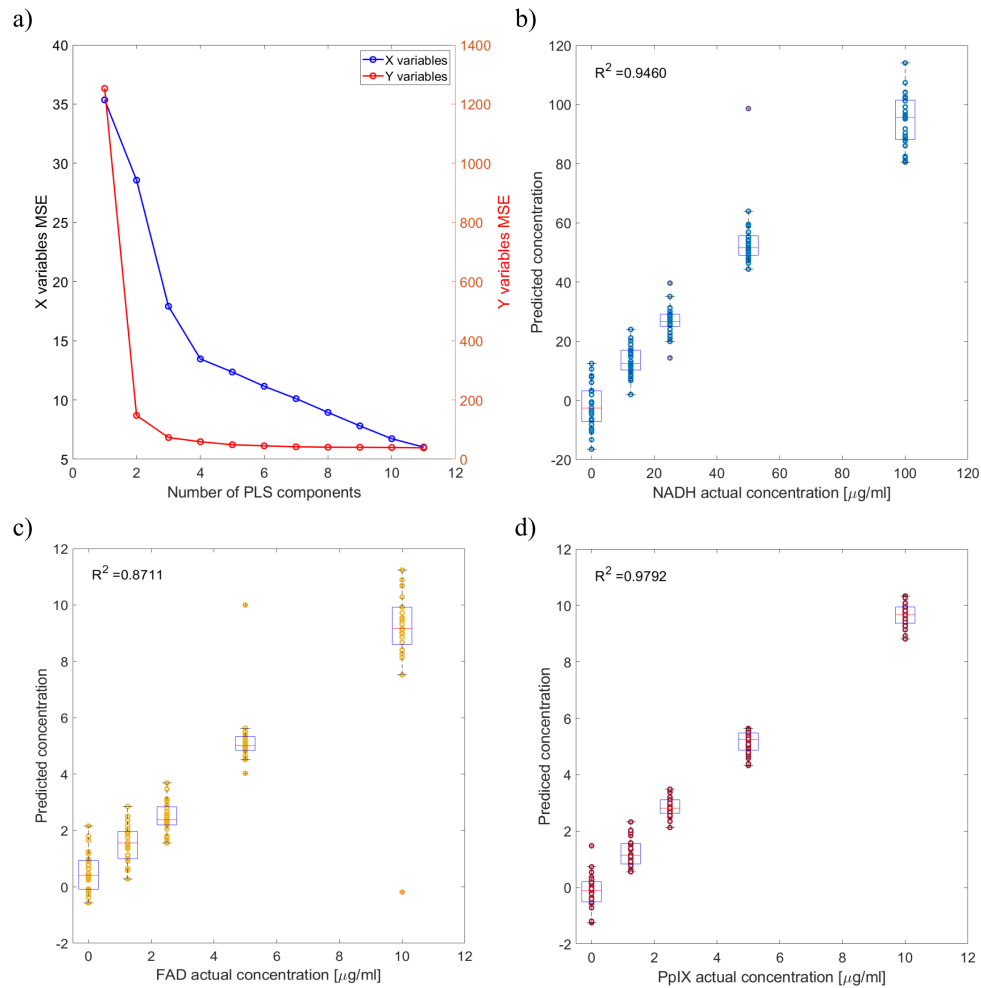 a)
40
35
30
25
20
15
10
5
X variables MSE
0 2 4 6 8 10 12
Number of PLS components
1400
1200
1000
800
600
400
200
0
Y variables MSE
X variables
Y variables
b)
R² =0.9460
120
100
80
60
40
20
0
-20
Predicted concentration
0 20 40 60 80 100 120
NADH actual concentration [μg/ml]
c)
R² =0.8711
12
10
8
6
4
2
0
-2
Predicted concentration
0 2 4 6 8 10 12
FAD actual concentration [μg/ml]
d)
R² =0.9792
12
10
8
6
4
2
0
-2
Prediced concentration
0 2 4 6 8 10 12
PpIX actual concentration [μg/ml]